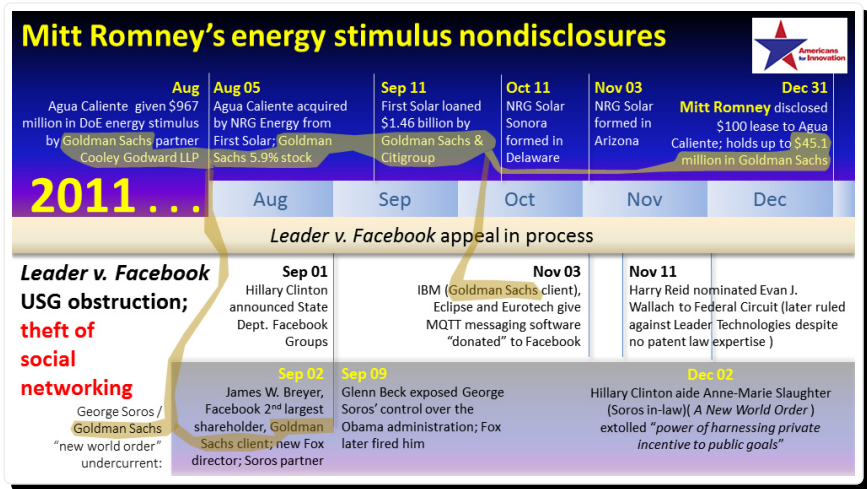 Mitt Romney's energy stimulus nondisclosures
Americans
for Innovation
Aug
Agua Caliente given $967
million in DoE energy stimulus
by Goldman Sachs partner
Cooley Godward LLP
Aug 05
Agua Caliente acquired
by NRG Energy from
First Solar; Goldman
Sachs 5.9% stock
Sep 11
First Solar loaned
$1.46 billion by
Goldman Sachs &
Citigroup
Oct 11
NRG Solar
Sonora
formed in
Delaware
Nov 03
NRG Solar
formed in
Arizona
Dec 31
Mitt Romney disclosed
$100 lease to Agua
Caliente; holds up to $45.1
million in Goldman Sachs
2011 . . .
Aug
Sep
Oct
Nov
Dec
Leader v. Facebook appeal in process
Leader v. Facebook
USG obstruction;
theft of
social
networking
Sep 01
Hillary Clinton
announced State
Dept. Facebook
Groups
Nov 03
IBM (Goldman Sachs client),
Eclipse and Eurotech give
MQTT messaging software
"donated" to Facebook
Nov 11
Harry Reid nominated Evan J.
Wallach to Federal Circuit (later ruled
against Leader Technologies despite
no patent law expertise )
George Soros /
Goldman Sachs
"new world order"
undercurrent:
Sep 02
James W. Breyer,
Facebook 2nd largest
shareholder, Goldman
Sachs client; new Fox
director; Soros partner
Sep 09
Glenn Beck exposed George
Soros' control over the
Obama administration; Fox
later fired him
Dec 02
Hillary Clinton aide Anne-Marie Slaughter
(Soros in-law)( A New World Order )
extolled "power of harnessing private
incentive to public goals"